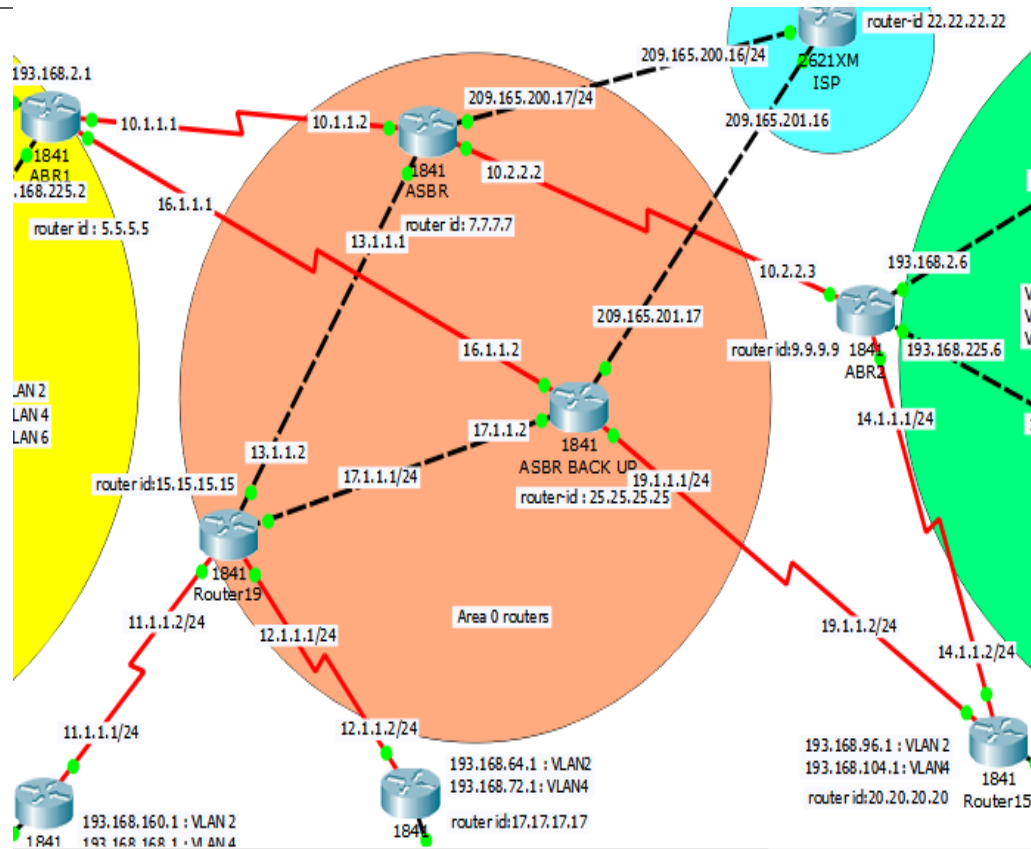 router-id 22.22.22.22
2621XM
ISP
209.165.200.16/24
193.168.2.1
209.165.200.17/24
10.1.1.1
10.1.1.2
209.165.201.16
1841
ABR1
1841
ASBR
10.2.2.2
.168.225.2
16.1.1.1
router id : 5.5.5.5
router id: 7.7.7.7
13.1.1.1
10.2.2.3
193.168.2.6
209.165.201.17
16.1.1.2
router id:9.9.9.9
1841
ABR2
193.168.225.6
LAN 2
LAN 4
LAN 6
14.1.1.1/24
17.1.1.2
1841
ASBR BACK UP
13.1.1.2
17.1.1.1/24
19.1.1.1/24
router id:15.15.15.15
router-id : 25.25.25.25
1841
Router19
11.1.1.2/24
12.1.1.1/24
Area 0 routers
19.1.1.2/24
14.1.1.2/24
11.1.1.1/24
12.1.1.2/24
193.168.64.1 : VLAN2
193.168.72.1 : VLAN4
router id:17.17.17.17
1841
193.168.96.1 : VLAN 2
193.168.104.1 : VLAN4
router id:20.20.20.20
1841
Router15
193.168.160.1 : VLAN 2
193.168.168.1 : VLAN 4
1841